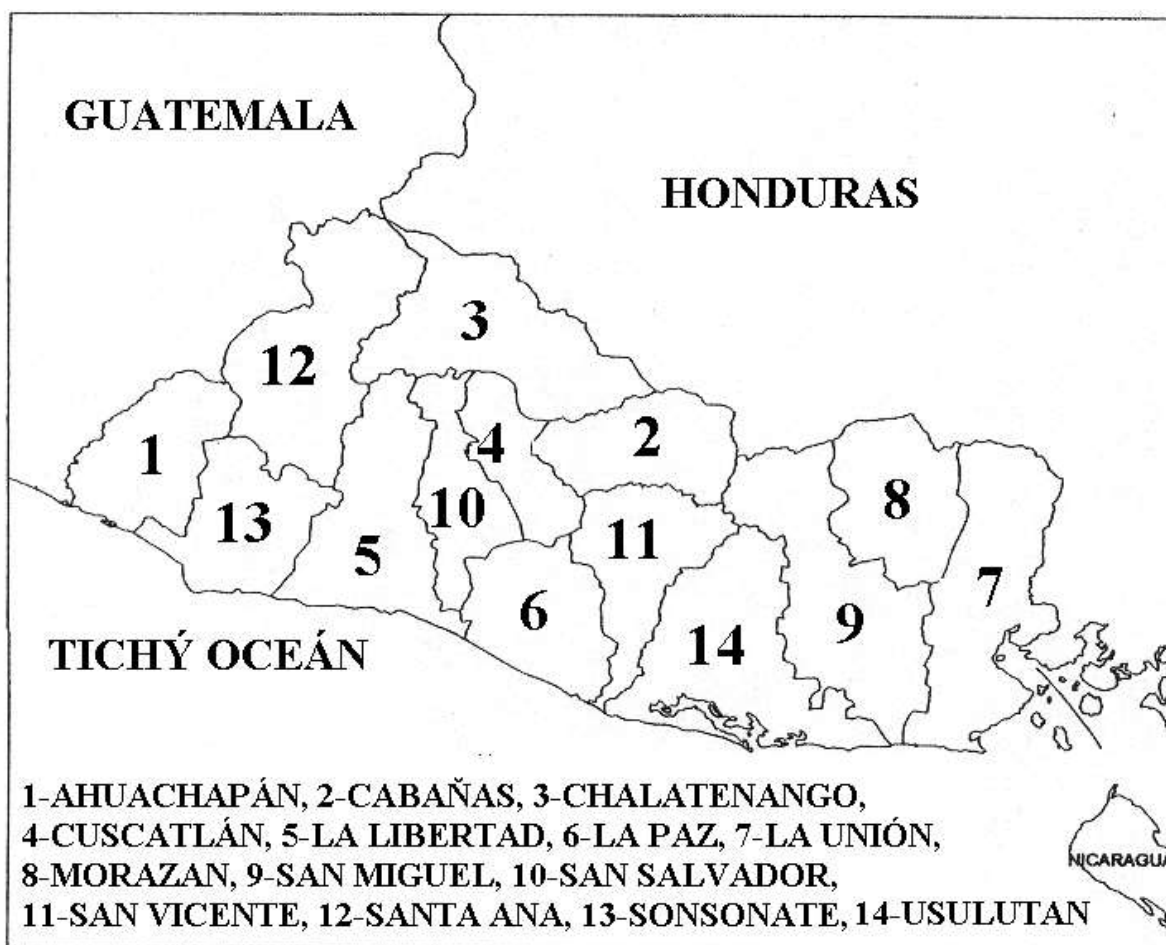 GUATEMALA
HONDURAS
3
12
4
2
1
8
10
13
11
5
7
6
9
14
TICHÝ OCEÁN
1-AHUACHAPÁN, 2-CABAÑAS, 3-CHALATENANGO,
4-CUSCATLÁN, 5-LA LIBERTAD, 6-LA PAZ, 7-LA UNIÓN,
8-MORAZAN, 9-SAN MIGUEL, 10-SAN SALVADOR,
11-SAN VICENTE, 12-SANTA ANA, 13-SONSONATE, 14-USULUTAN
NICARAGUA